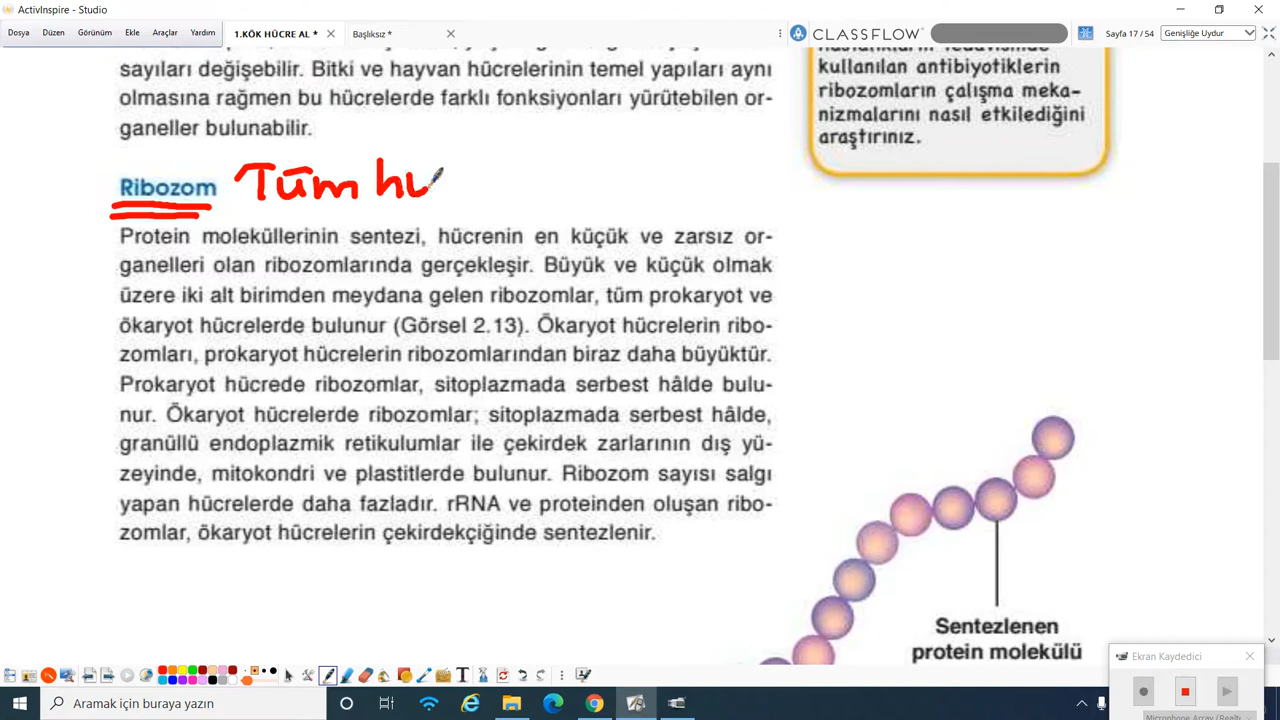 ActivInspire - Studio
Dosya Düzen Görünüm Ekle Araçlar Yardım
1.KÖK HÜCRE AL *
Başlıksız *
CLASSFLOW
Sayfa 17 / 54
Genişliğe Uydur
sayıları değişebilir. Bitki ve hayvan hücrelerinin temel yapıları aynı
olmasına rağmen bu hücrelerde farklı fonksiyonları yürütebilen or-
ganeller bulunabilir.
kullanılan antibiyotiklerin
ribozomların çalışma meka-
nizmalarını nasıl etkilediğini
araştırınız.
Ribozom Tüm hu
Protein moleküllerinin sentezi, hücrenin en küçük ve zarsız or-
ganelleri olan ribozomlarında gerçekleşir. Büyük ve küçük olmak
üzere iki alt birimden meydana gelen ribozomlar, tüm prokaryot ve
ökaryot hücrelerde bulunur (Görsel 2.13). Ökaryot hücrelerin ribo-
zomları, prokaryot hücrelerin ribozomlarından biraz daha büyüktür.
Prokaryot hücrede ribozomlar, sitoplazmada serbest hâlde bulu-
nur. Ökaryot hücrelerde ribozomlar; sitoplazmada serbest hâlde,
granüllü endoplazmik retikulumlar ile çekirdek zarlarının dış yü-
zeyinde, mitokondri ve plastitlerde bulunur. Ribozom sayısı salgı
yapan hücrelerde daha fazladır. rRNA ve proteinden oluşan ribo-
zomlar, ökaryot hücrelerin çekirdekçiğinde sentezlenir.
Sentezlenen
protein molekülü
Ekran Kaydedici
Aramak için buraya yazın